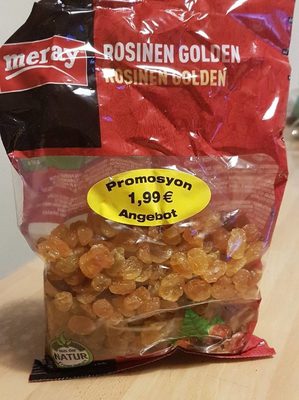 meray
ROSINEN GOLDEN
ROSINEN GOLDEN
Promosyon
1,99 €
Angebot
NATUR